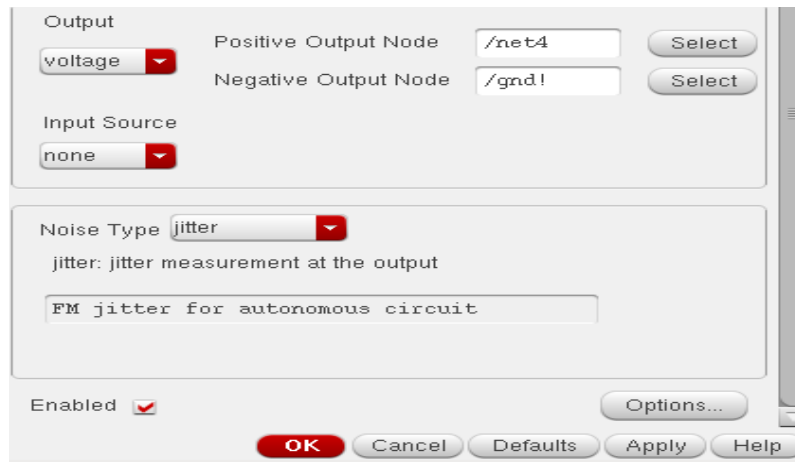 Output
voltage
Positive Output Node /net4 Select
Negative Output Node /gnd! Select
Input Source
none
Noise Type jitter
jitter: jitter measurement at the output
FM jitter for autonomous circuit
Enabled
Options...
OK Cancel Defaults Apply Help